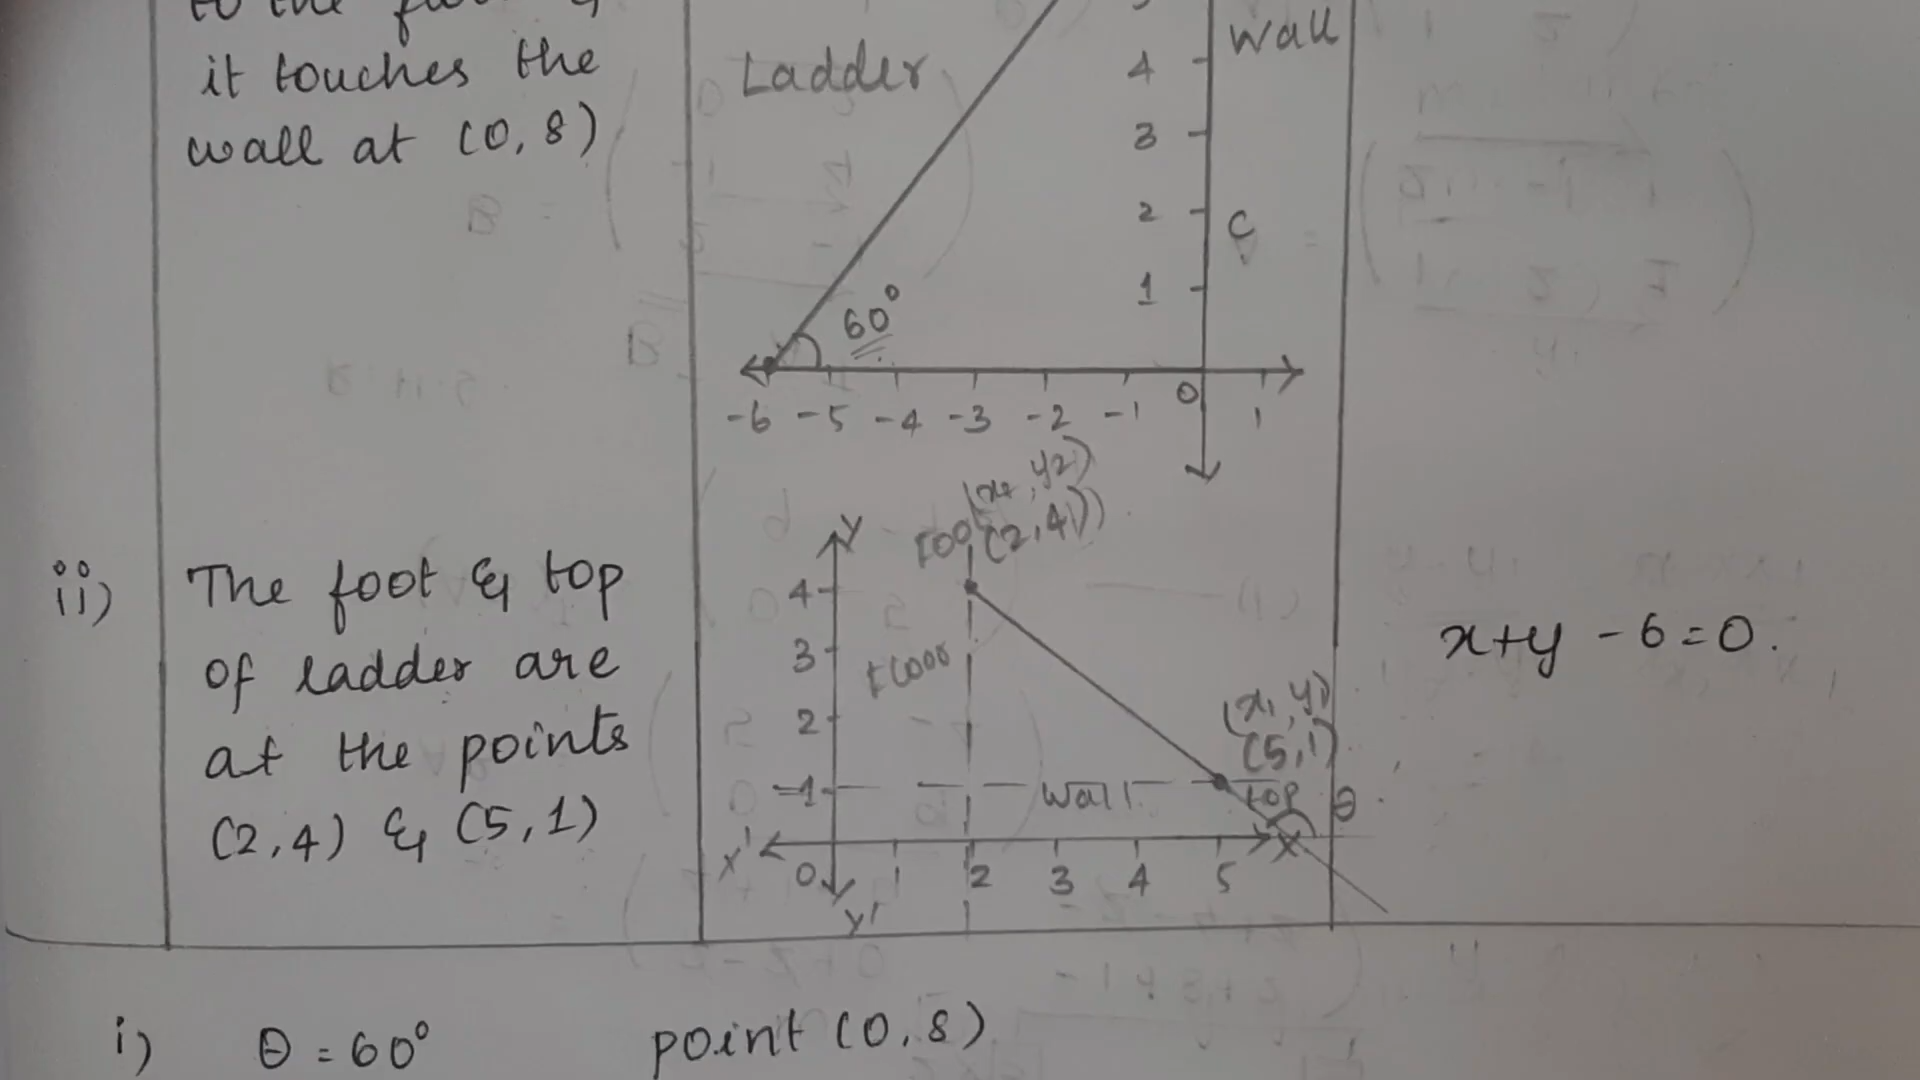 it touches the
wall at (0,8)
Ladder
Wall
4
3
2
C
1
60°
-6 -5 -4 -3 -2 -1 0 1
ii) The foot & top
of ladder are
at the points
(2,4) & (5,1)
Y
(2,4)
4
3
2
1
wall
(x1, y1)
(5,1)
top
θ
X'
X
0 1 2 3 4 5
Y'
x+y-6=0.
i) θ = 60° point (0,8)